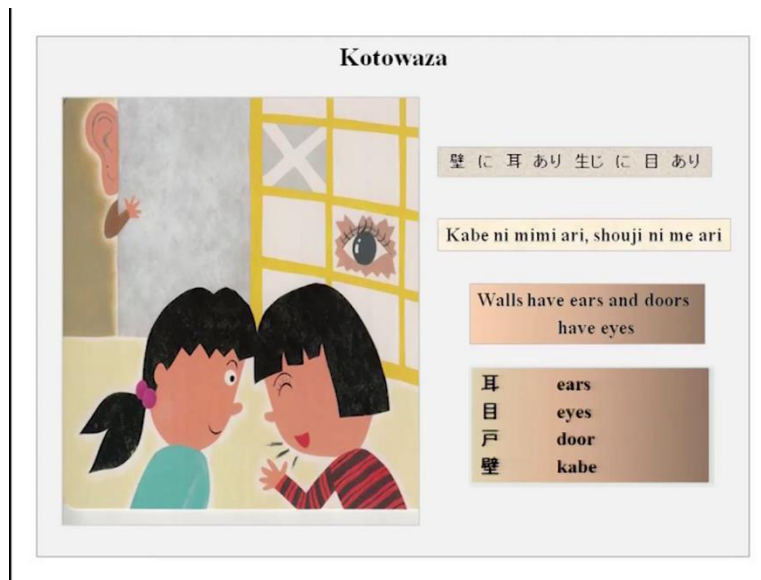 Kotowaza
壁 に 耳 あり 生じ に 目 あり
Kabe ni mimi ari, shouji ni me ari
Walls have ears and doors
have eyes
耳 ears
目 eyes
戸 door
壁 kabe